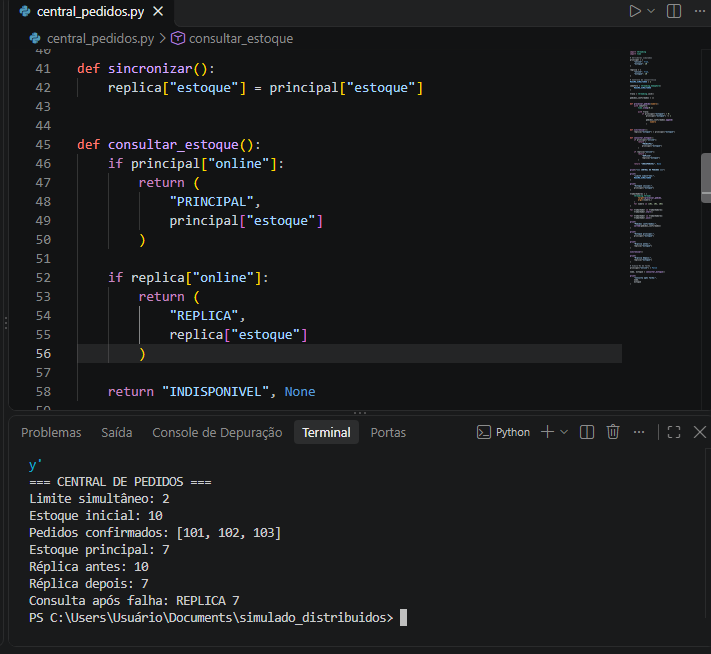 central_pedidos.py
central_pedidos.py > consultar_estoque
40
41 def sincronizar():
42     replica["estoque"] = principal["estoque"]
43
44
45 def consultar_estoque():
46     if principal["online"]:
47         return (
48             "PRINCIPAL",
49             principal["estoque"]
50         )
51
52     if replica["online"]:
53         return (
54             "REPLICA",
55             replica["estoque"]
56         )
57
58     return "INDISPONIVEL", None
59
Problemas Saída Console de Depuração Terminal Portas Python
y'
=== CENTRAL DE PEDIDOS ===
Limite simultâneo: 2
Estoque inicial: 10
Pedidos confirmados: [101, 102, 103]
Estoque principal: 7
Réplica antes: 10
Réplica depois: 7
Consulta após falha: REPLICA 7
PS C:\Users\Usuário\Documents\simulado_distribuidos>